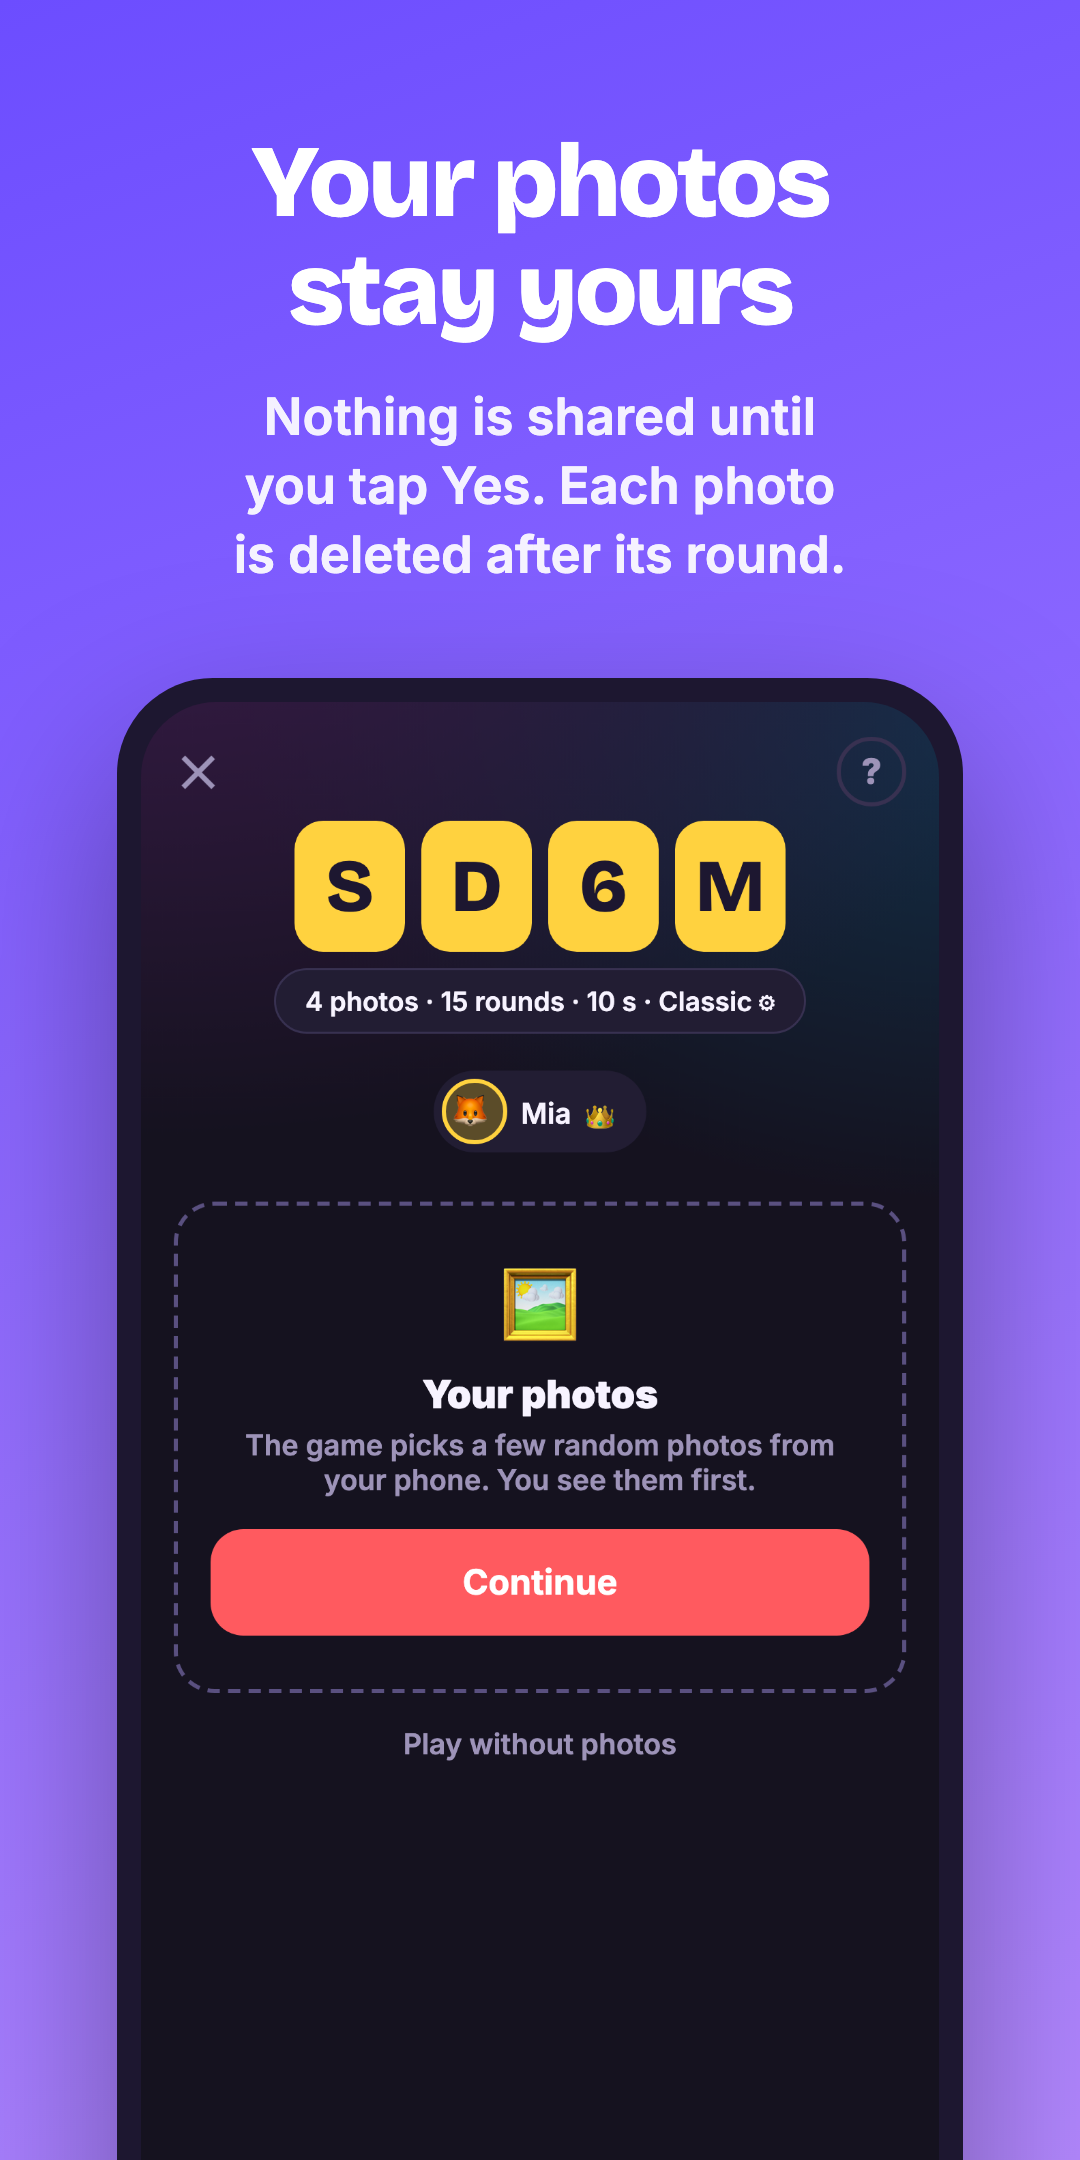 Your photos
stay yours
Nothing is shared until
you tap Yes. Each photo
is deleted after its round.
?
S D 6 M
4 photos · 15 rounds · 10 s · Classic ⚙
Mia 👑
Your photos
The game picks a few random photos from
your phone. You see them first.
Continue
Play without photos